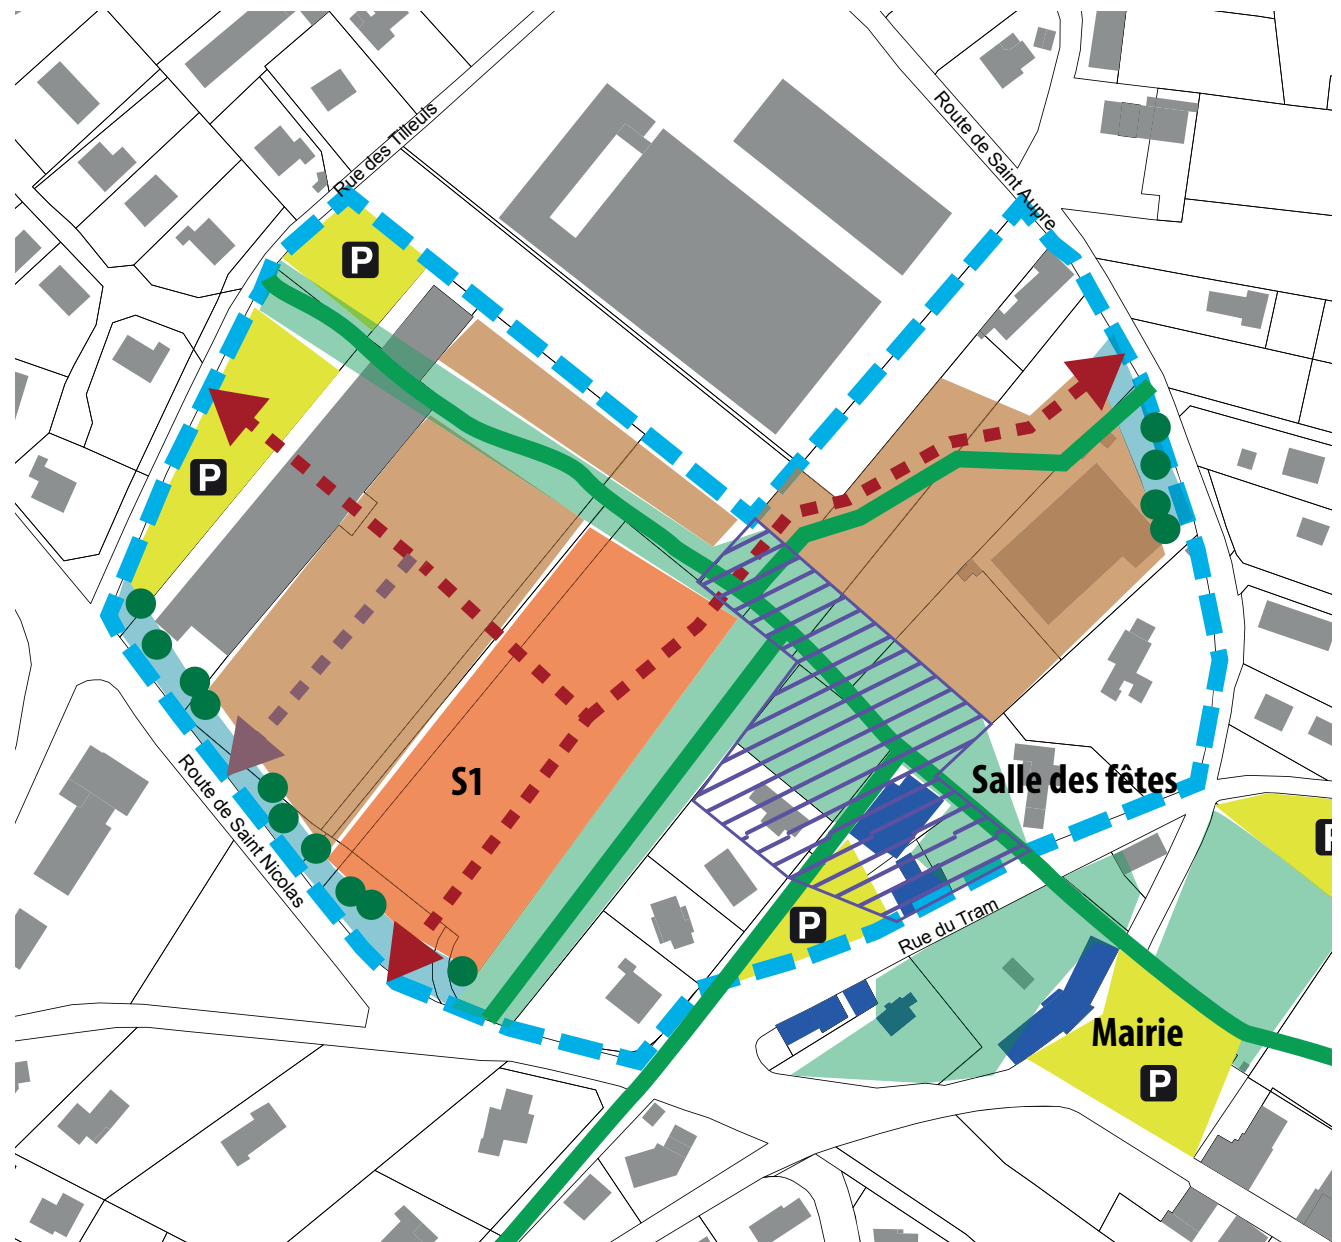 Rue des Tilleuls
Route de Saint Aupre
P
P
S1
Salle des fêtes
Route de Saint Nicolas
P
P
Rue du Tram
Mairie
P